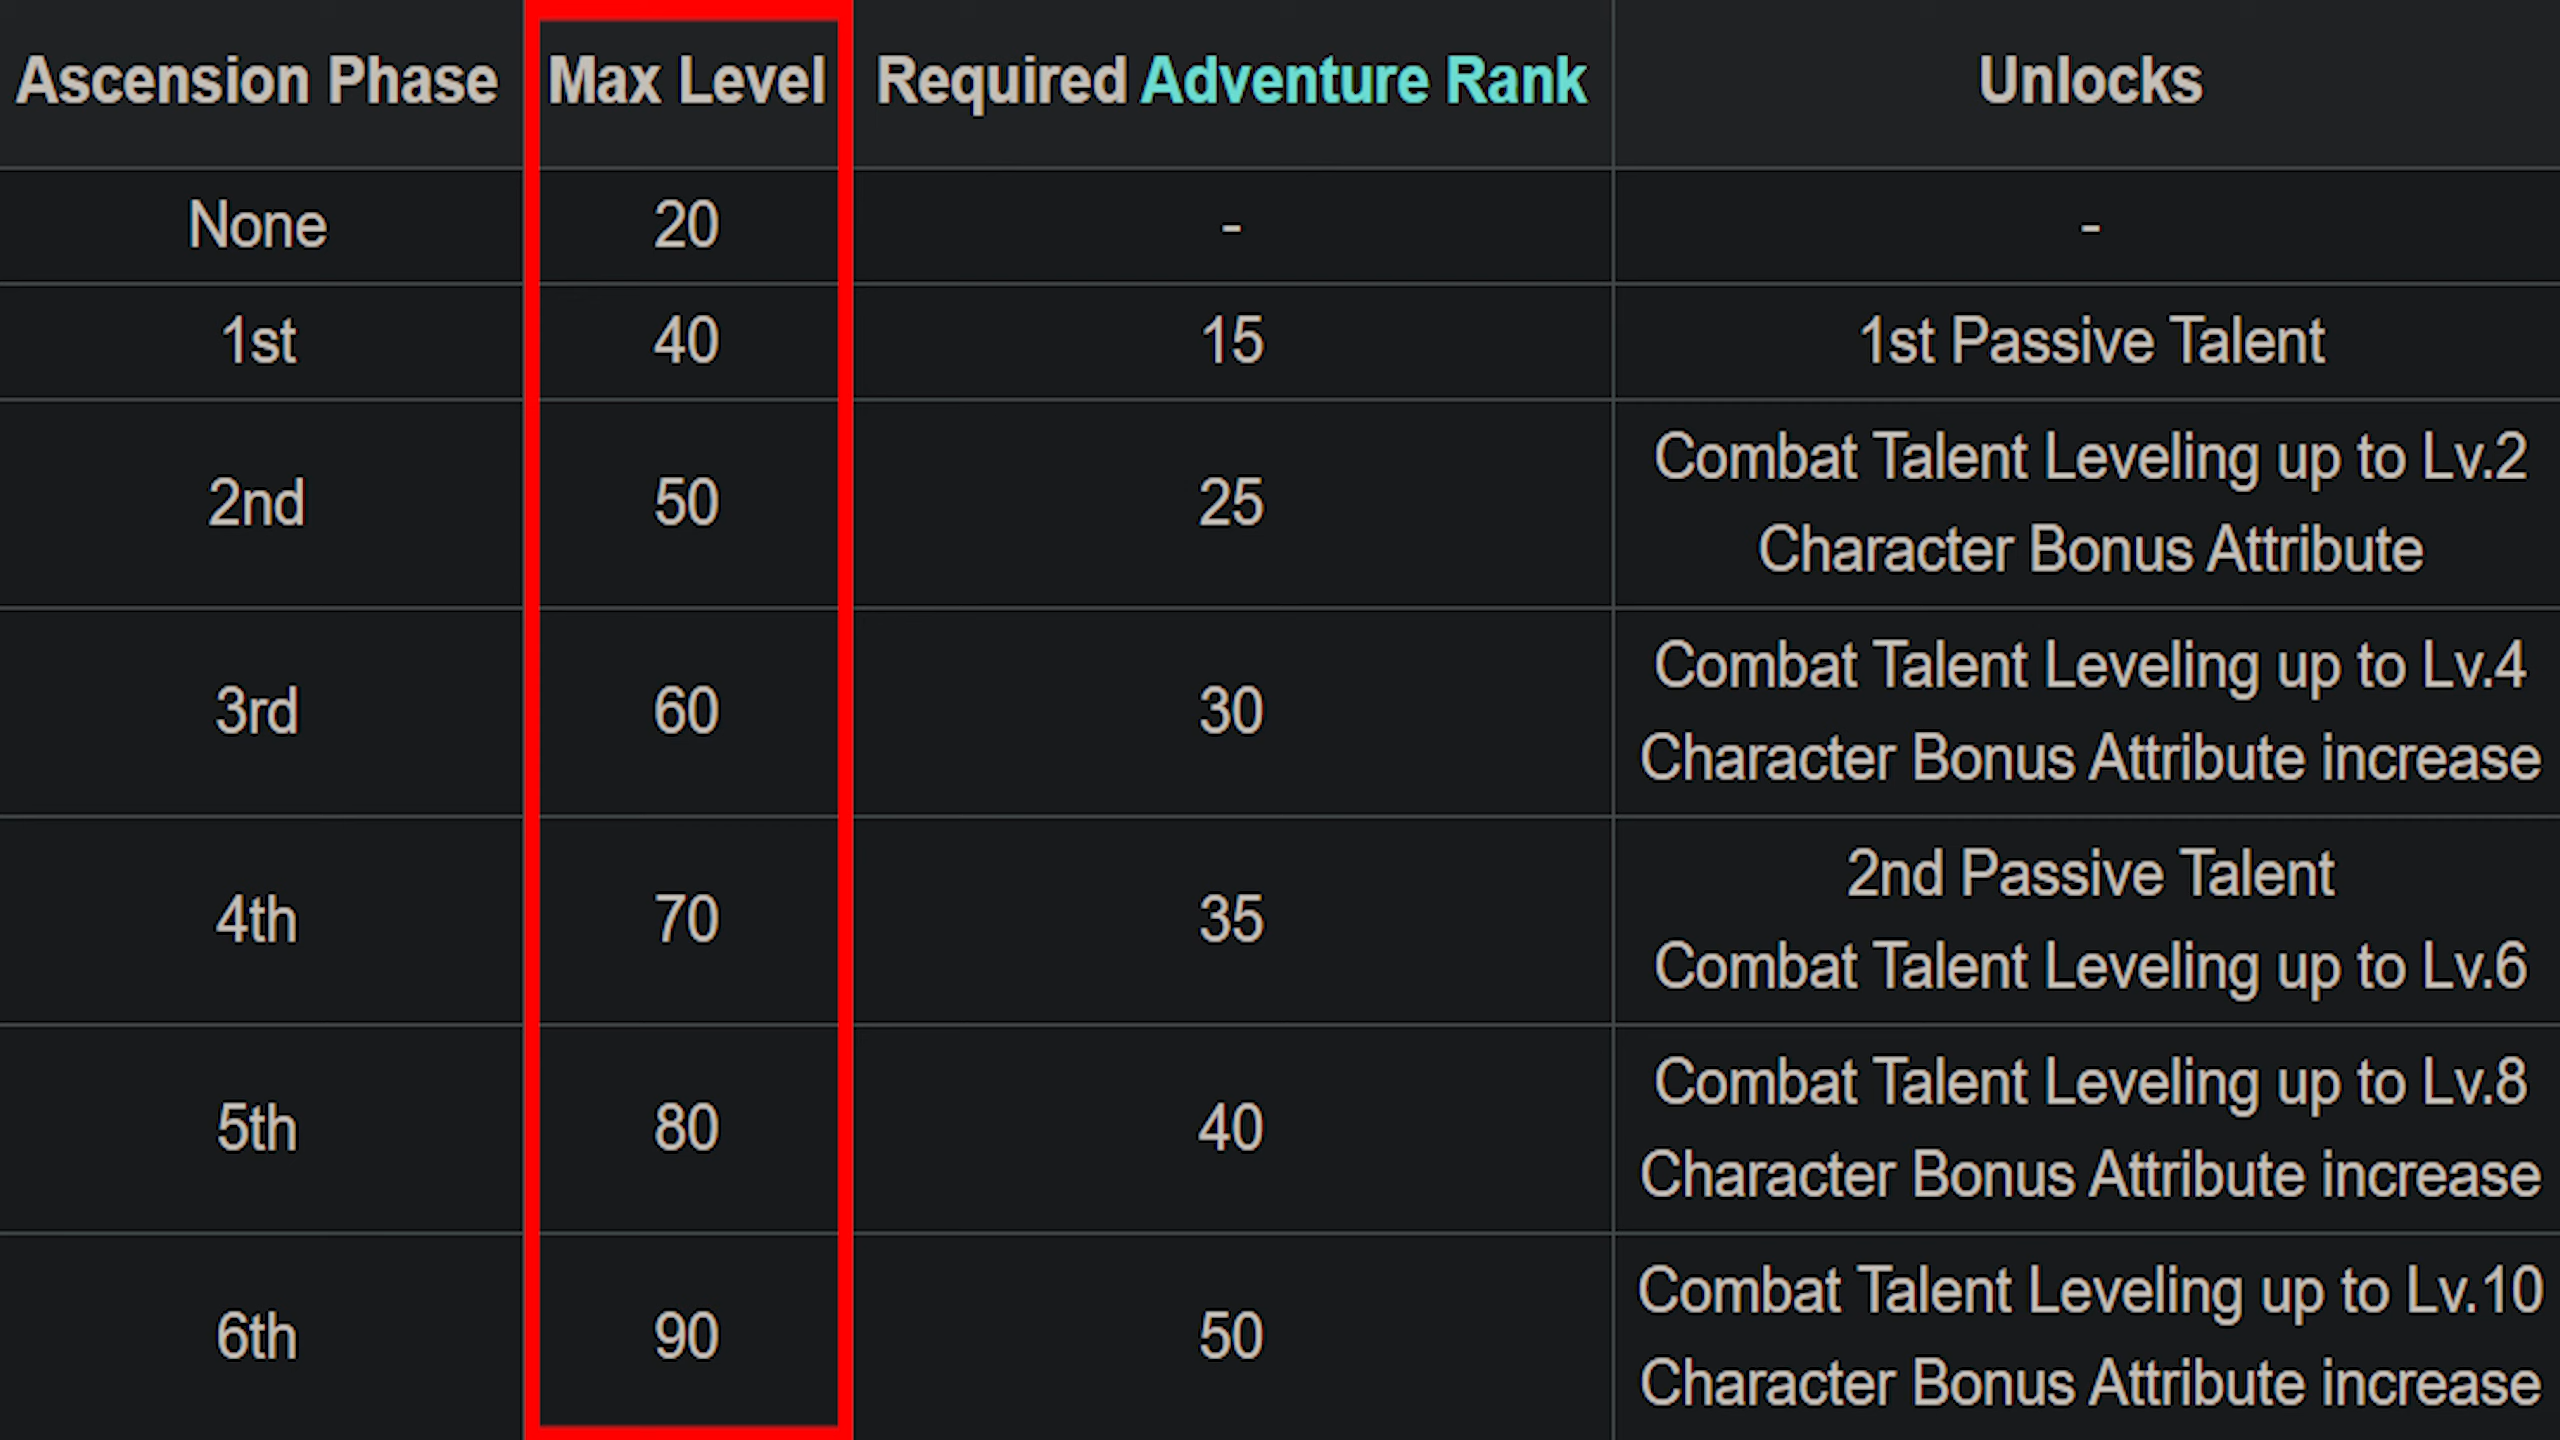 Ascension Phase Max Level Required Adventure Rank Unlocks
None 20 - -
1st 40 15 1st Passive Talent
2nd 50 25 Combat Talent Leveling up to Lv.2
Character Bonus Attribute
3rd 60 30 Combat Talent Leveling up to Lv.4
Character Bonus Attribute increase
4th 70 35 2nd Passive Talent
Combat Talent Leveling up to Lv.6
5th 80 40 Combat Talent Leveling up to Lv.8
Character Bonus Attribute increase
6th 90 50 Combat Talent Leveling up to Lv.10
Character Bonus Attribute increase